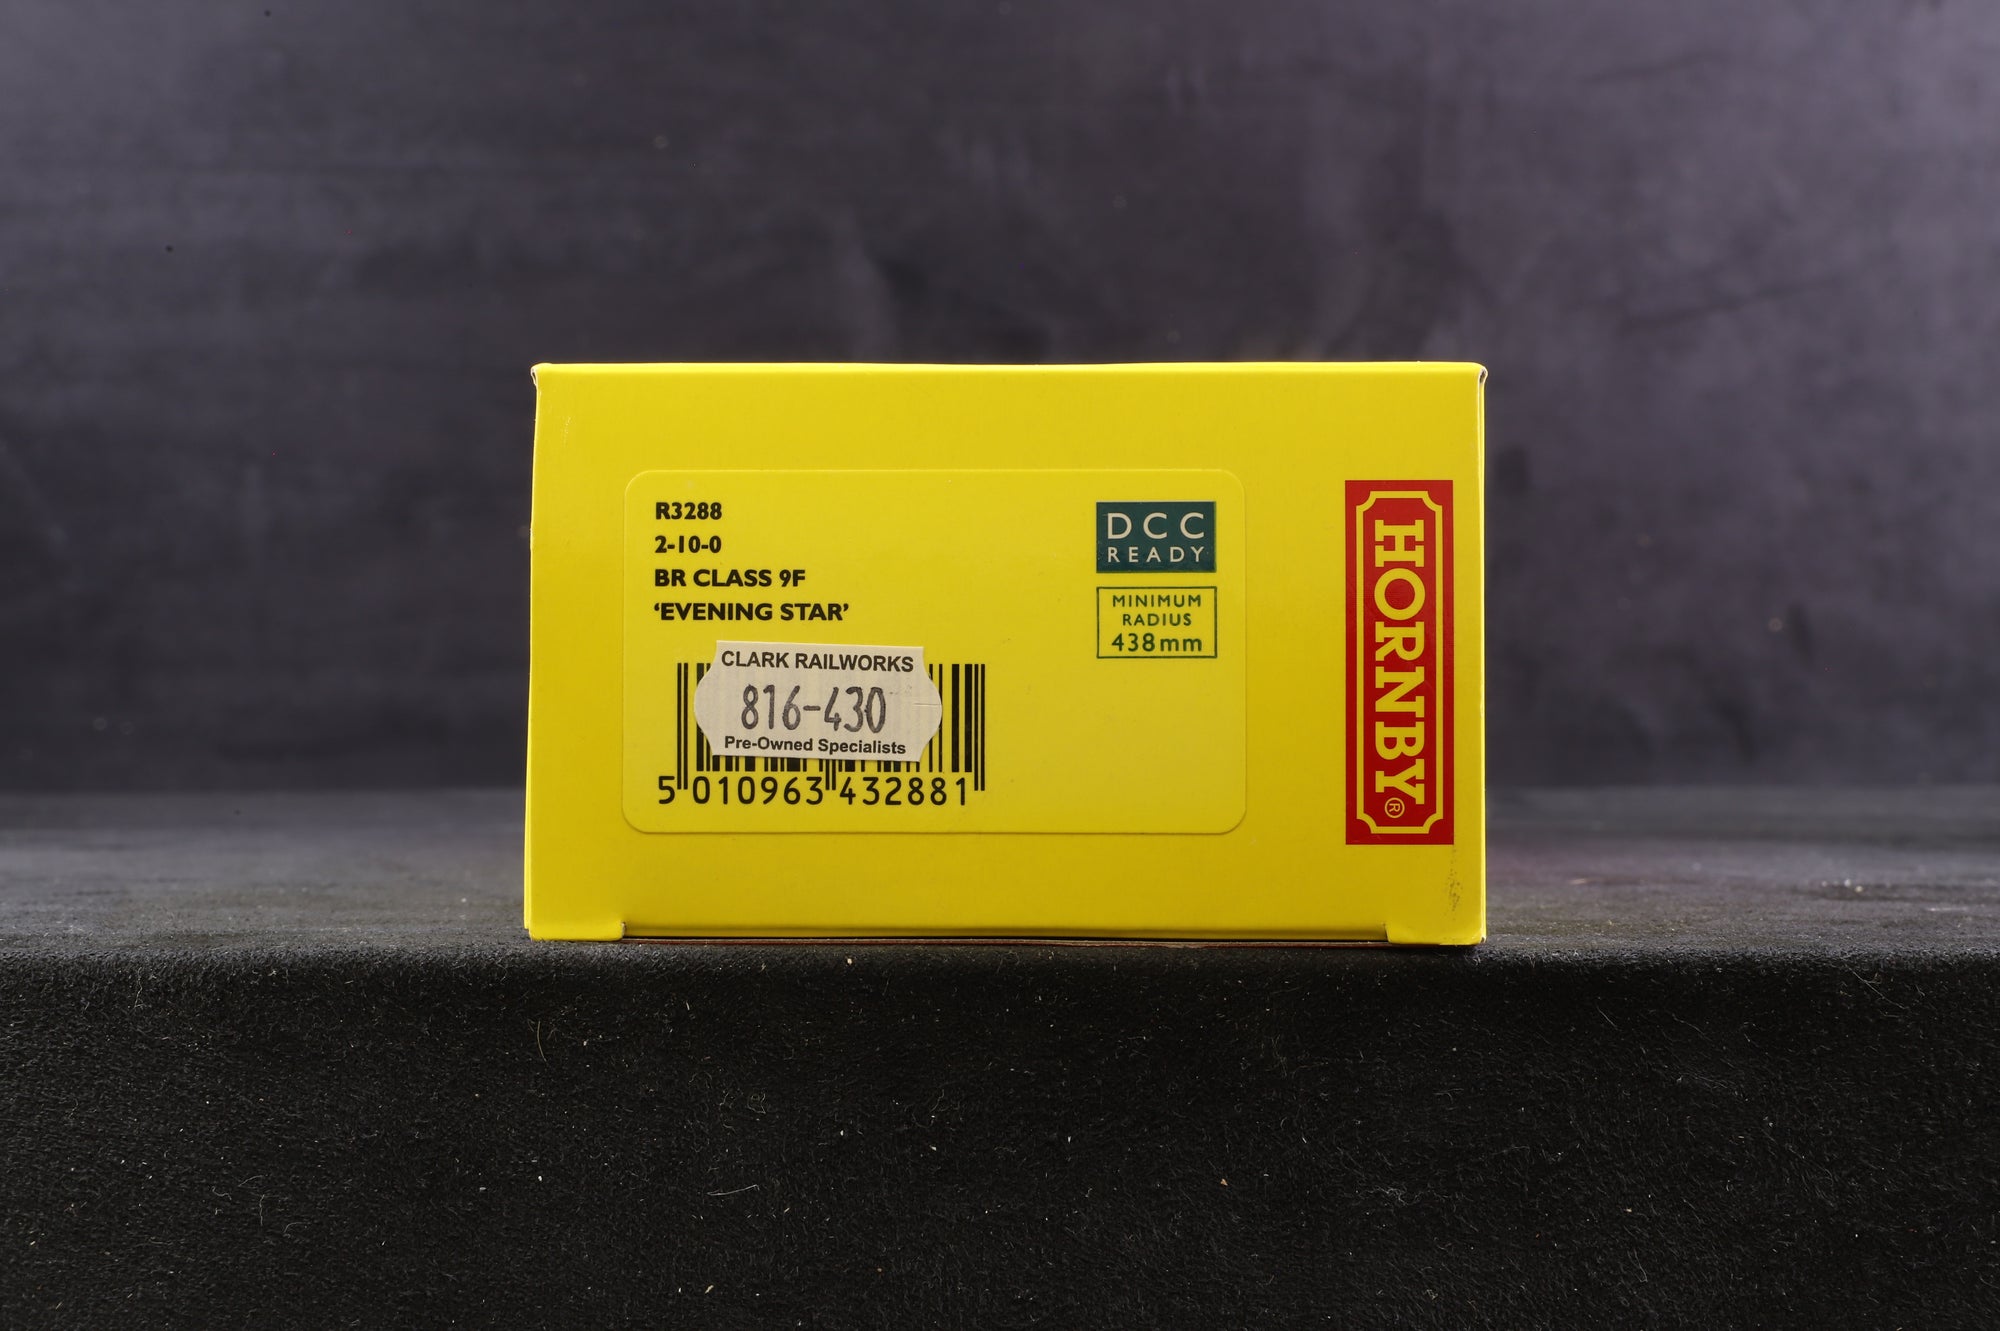 R3288
2-10-0
BR CLASS 9F
‘EVENING STAR’
CLARK RAILWORKS
816-430
Pre-Owned Specialists
5 010963 432881
DCC
READY
MINIMUM
RADIUS
438mm
HORNBY®